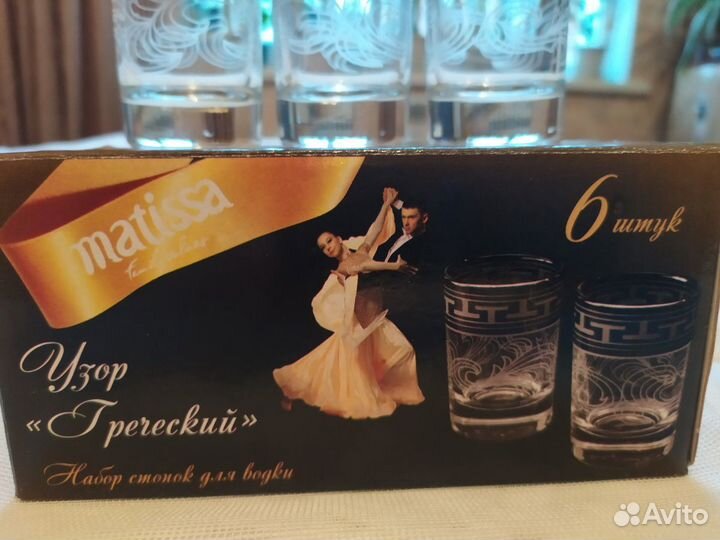 matissa
6 штук
Узор
«Греческий»
Набор стопок для водки
Avito